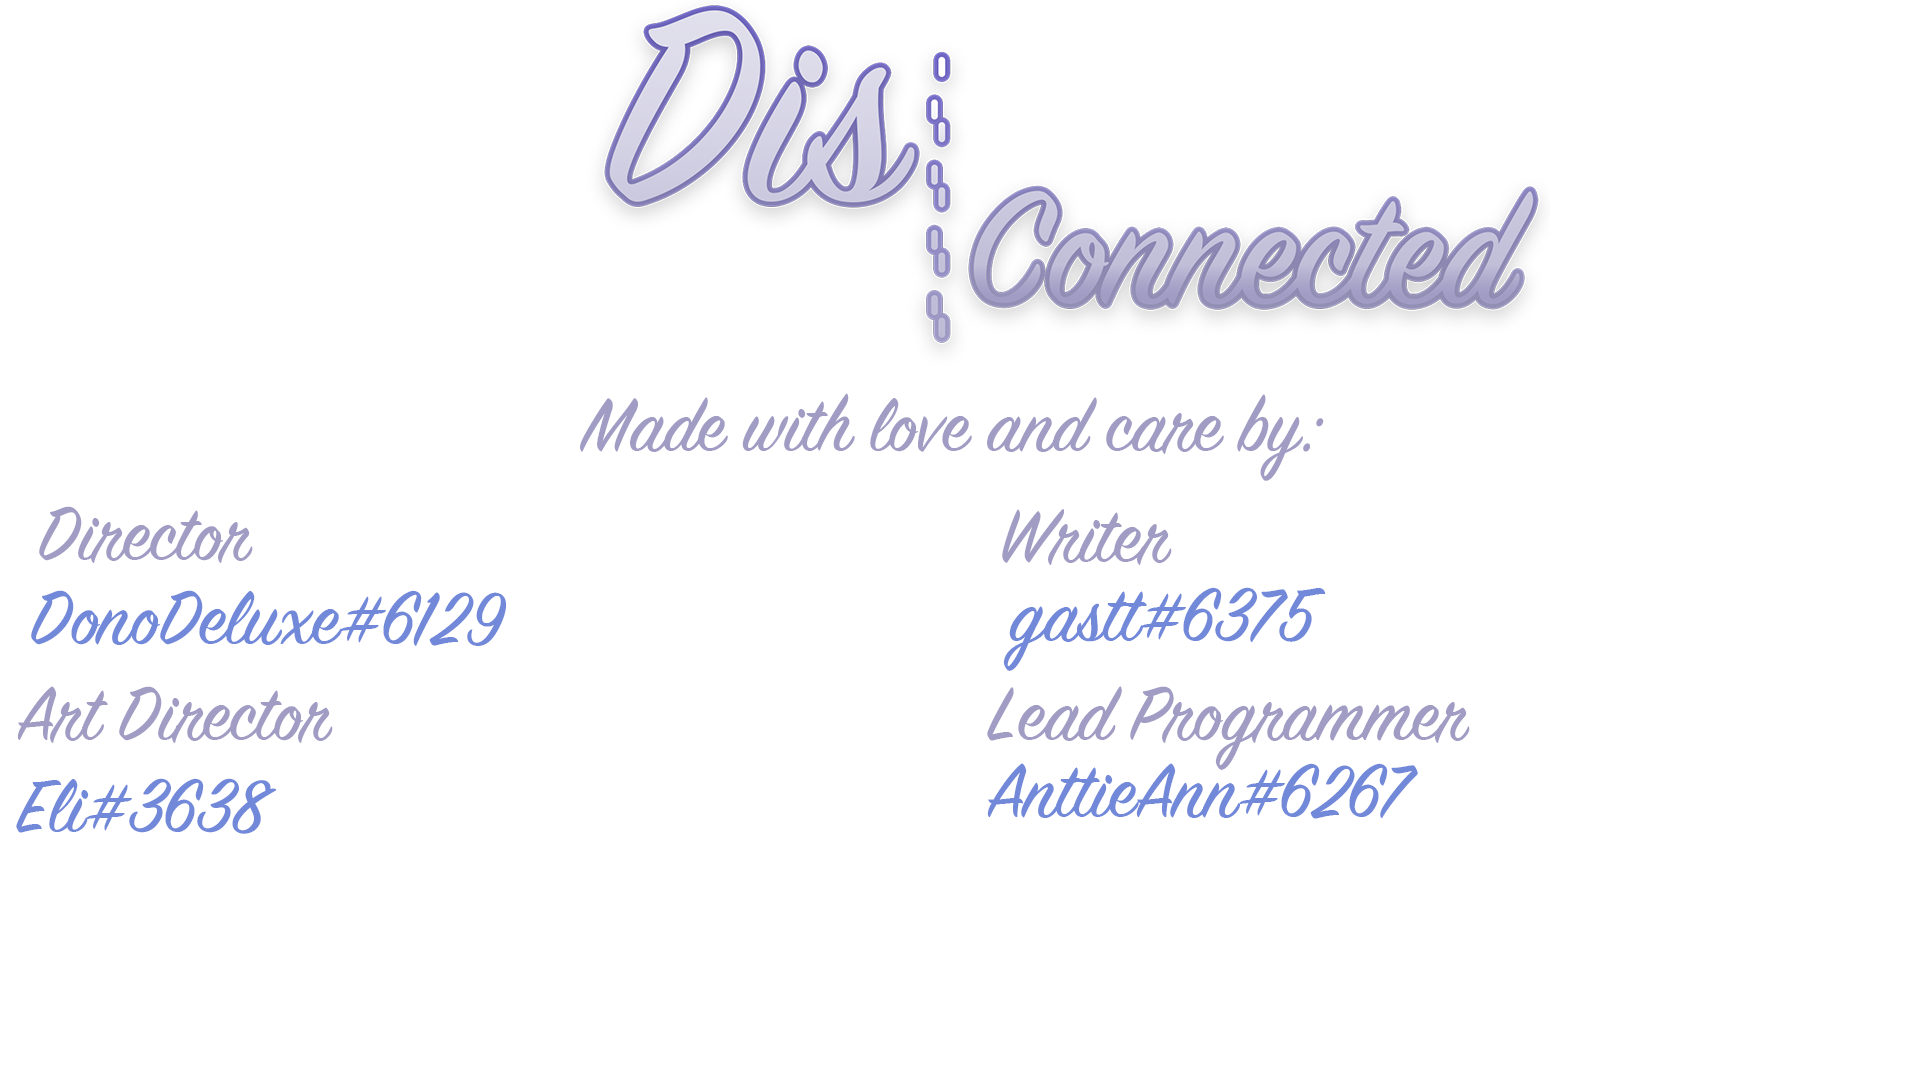 Dis
Connected
Made with love and care by:
Director
DonoDeluxe#6129
Art Director
Eli#3638
Writer
gastt#6375
Lead Programmer
AnttieAnn#6267